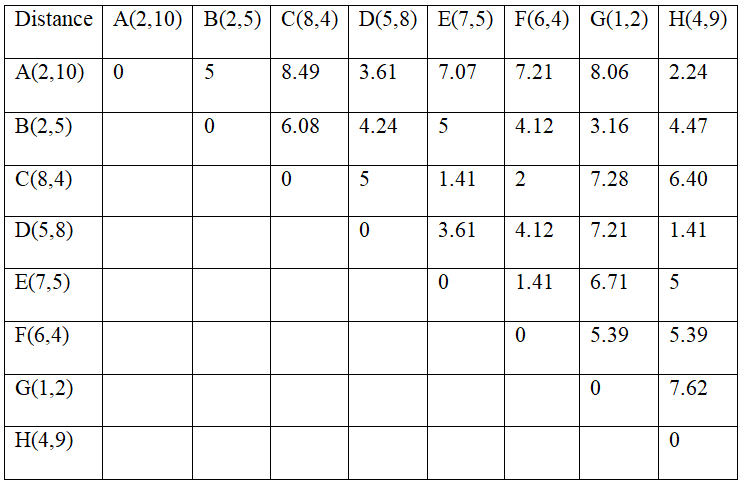 Distance A(2,10) B(2,5) C(8,4) D(5,8) E(7,5) F(6,4) G(1,2) H(4,9)
A(2,10) 0 5 8.49 3.61 7.07 7.21 8.06 2.24
B(2,5) 0 6.08 4.24 5 4.12 3.16 4.47
C(8,4) 0 5 1.41 2 7.28 6.40
D(5,8) 0 3.61 4.12 7.21 1.41
E(7,5) 0 1.41 6.71 5
F(6,4) 0 5.39 5.39
G(1,2) 0 7.62
H(4,9) 0